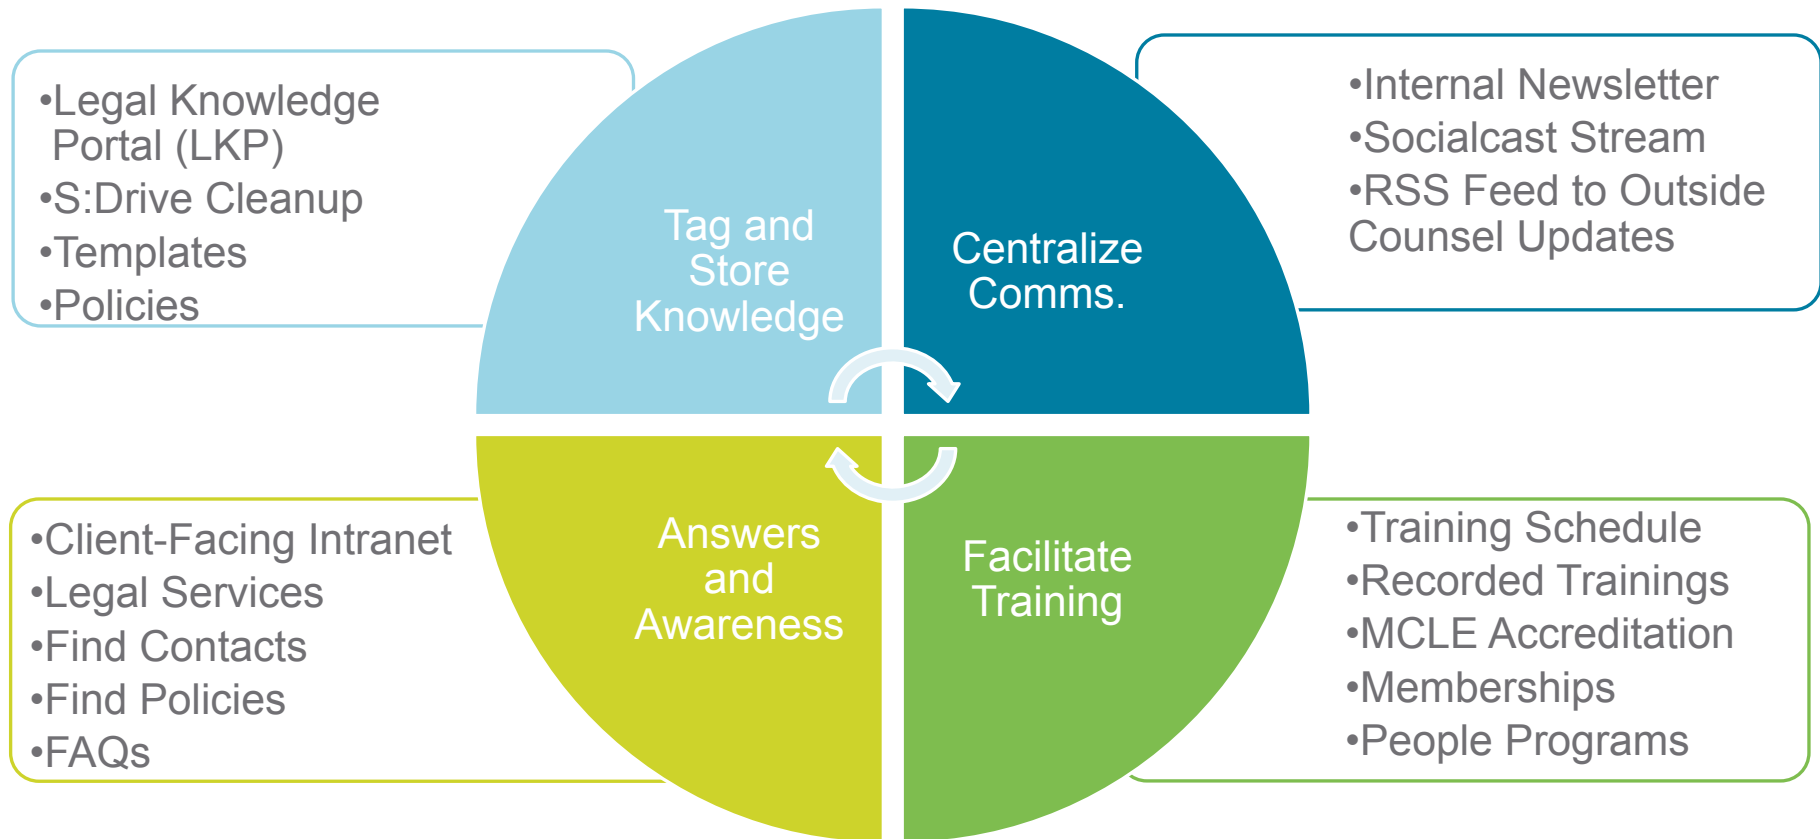 •Legal Knowledge
Portal (LKP)
•S:Drive Cleanup
•Templates
•Policies
Tag and
Store
Knowledge
Centralize
Comms.
•Internal Newsletter
•Socialcast Stream
•RSS Feed to Outside
Counsel Updates
•Client-Facing Intranet
•Legal Services
•Find Contacts
•Find Policies
•FAQs
Answers
and
Awareness
Facilitate
Training
•Training Schedule
•Recorded Trainings
•MCLE Accreditation
•Memberships
•People Programs